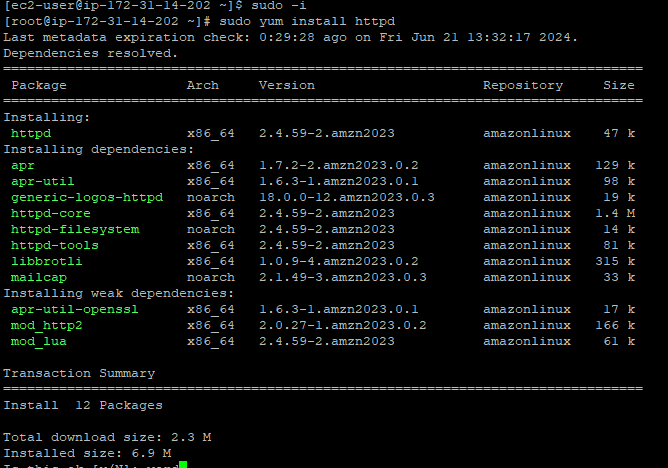 [ec2-user@ip-172-31-14-202 ~]$ sudo -i
[root@ip-172-31-14-202 ~]# sudo yum install httpd
Last metadata expiration check: 0:29:28 ago on Fri Jun 21 13:32:17 2024.
Dependencies resolved.
================================================================================
Package Arch Version Repository Size
================================================================================
Installing:
httpd x86_64 2.4.59-2.amzn2023 amazonlinux 47 k
Installing dependencies:
apr x86_64 1.7.2-2.amzn2023.0.2 amazonlinux 129 k
apr-util x86_64 1.6.3-1.amzn2023.0.1 amazonlinux 98 k
generic-logos-httpd noarch 18.0.0-12.amzn2023.0.3 amazonlinux 19 k
httpd-core x86_64 2.4.59-2.amzn2023 amazonlinux 1.4 M
httpd-filesystem noarch 2.4.59-2.amzn2023 amazonlinux 14 k
httpd-tools x86_64 2.4.59-2.amzn2023 amazonlinux 81 k
libbrotli x86_64 1.0.9-4.amzn2023.0.2 amazonlinux 315 k
mailcap noarch 2.1.49-3.amzn2023.0.3 amazonlinux 33 k
Installing weak dependencies:
apr-util-openssl x86_64 1.6.3-1.amzn2023.0.1 amazonlinux 17 k
mod_http2 x86_64 2.0.27-1.amzn2023.0.2 amazonlinux 166 k
mod_lua x86_64 2.4.59-2.amzn2023 amazonlinux 61 k
Transaction Summary
================================================================================
Install 12 Packages
Total download size: 2.3 M
Installed size: 6.9 M
Is this ok [y/N]: